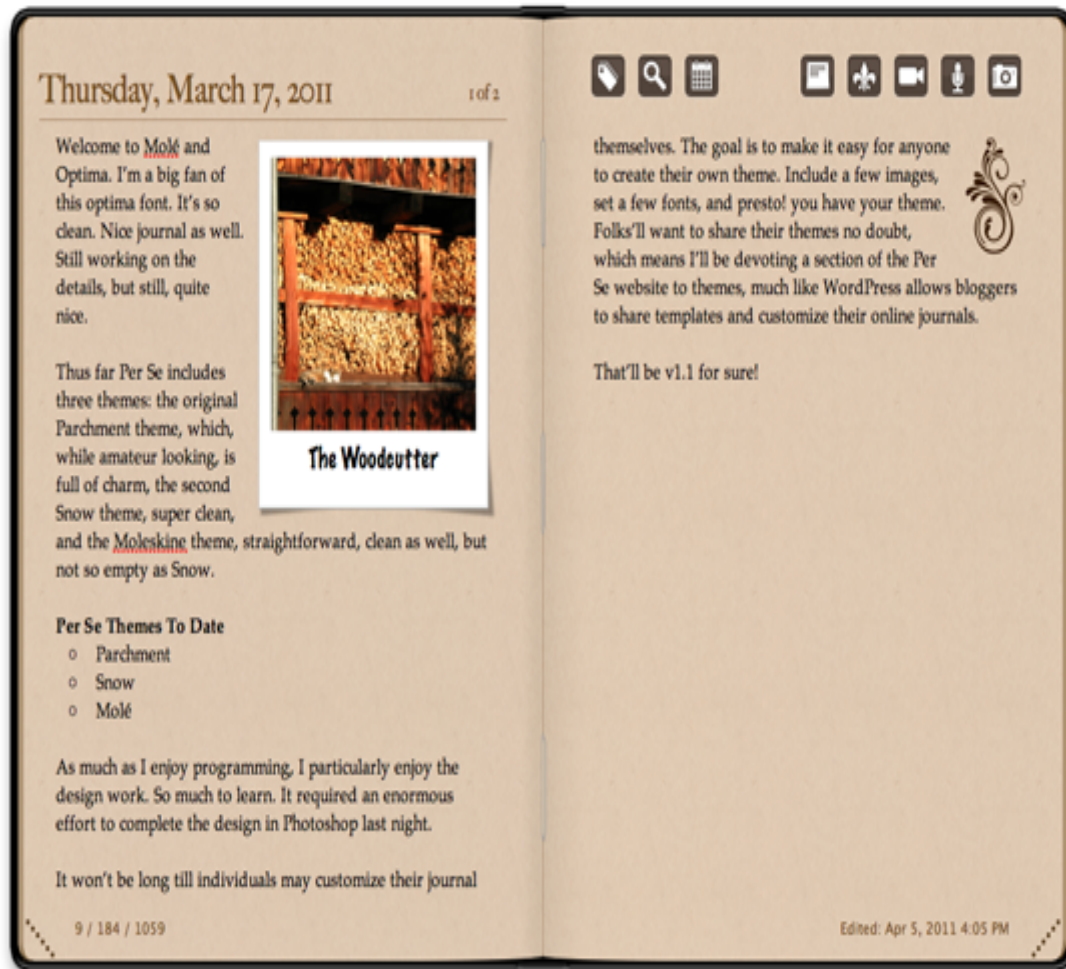 Thursday, March 17, 2011
1 of 2
Welcome to Molé and
Optima. I'm a big fan of
this optima font. It's so
clean. Nice journal as well.
Still working on the
details, but still, quite
nice.
Thus far Per Se includes
three themes: the original
Parchment theme, which,
while amateur looking, is
full of charm, the second
Snow theme, super clean,
and the Moleskine theme, straightforward, clean as well, but
not so empty as Snow.
The Woodcutter
Per Se Themes To Date
○ Parchment
○ Snow
○ Molé
As much as I enjoy programming, I particularly enjoy the
design work. So much to learn. It required an enormous
effort to complete the design in Photoshop last night.
It won't be long till individuals may customize their journal
9 / 184 / 1059
themselves. The goal is to make it easy for anyone
to create their own theme. Include a few images,
set a few fonts, and presto! you have your theme.
Folks'll want to share their themes no doubt,
which means I'll be devoting a section of the Per
Se website to themes, much like WordPress allows bloggers
to share templates and customize their online journals.
That'll be v1.1 for sure!
Edited: Apr 5, 2011 4:05 PM